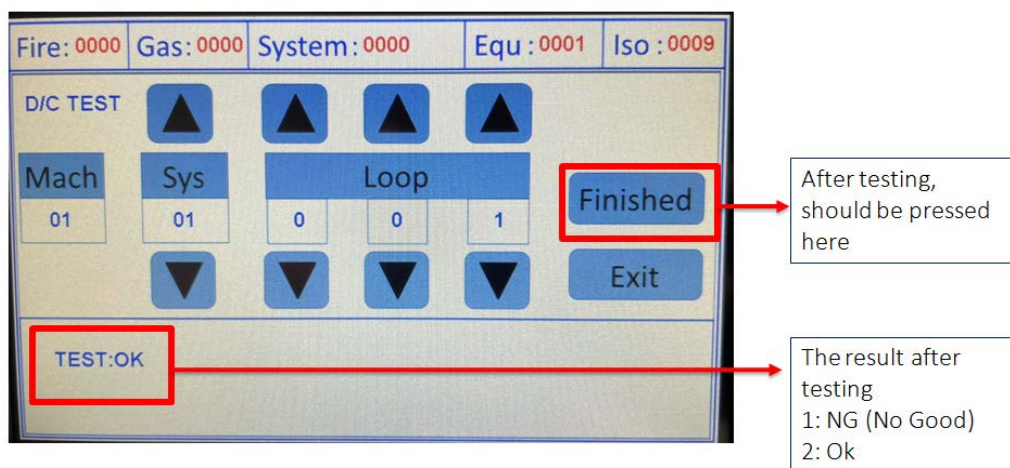 Fire: 0000 Gas: 0000 System: 0000 Equ: 0001 Iso: 0009
D/C TEST
Mach Sys Loop
01 01 0 0 1
Finished
Exit
TEST:OK
After testing,
should be pressed
here
The result after
testing
1: NG (No Good)
2: Ok